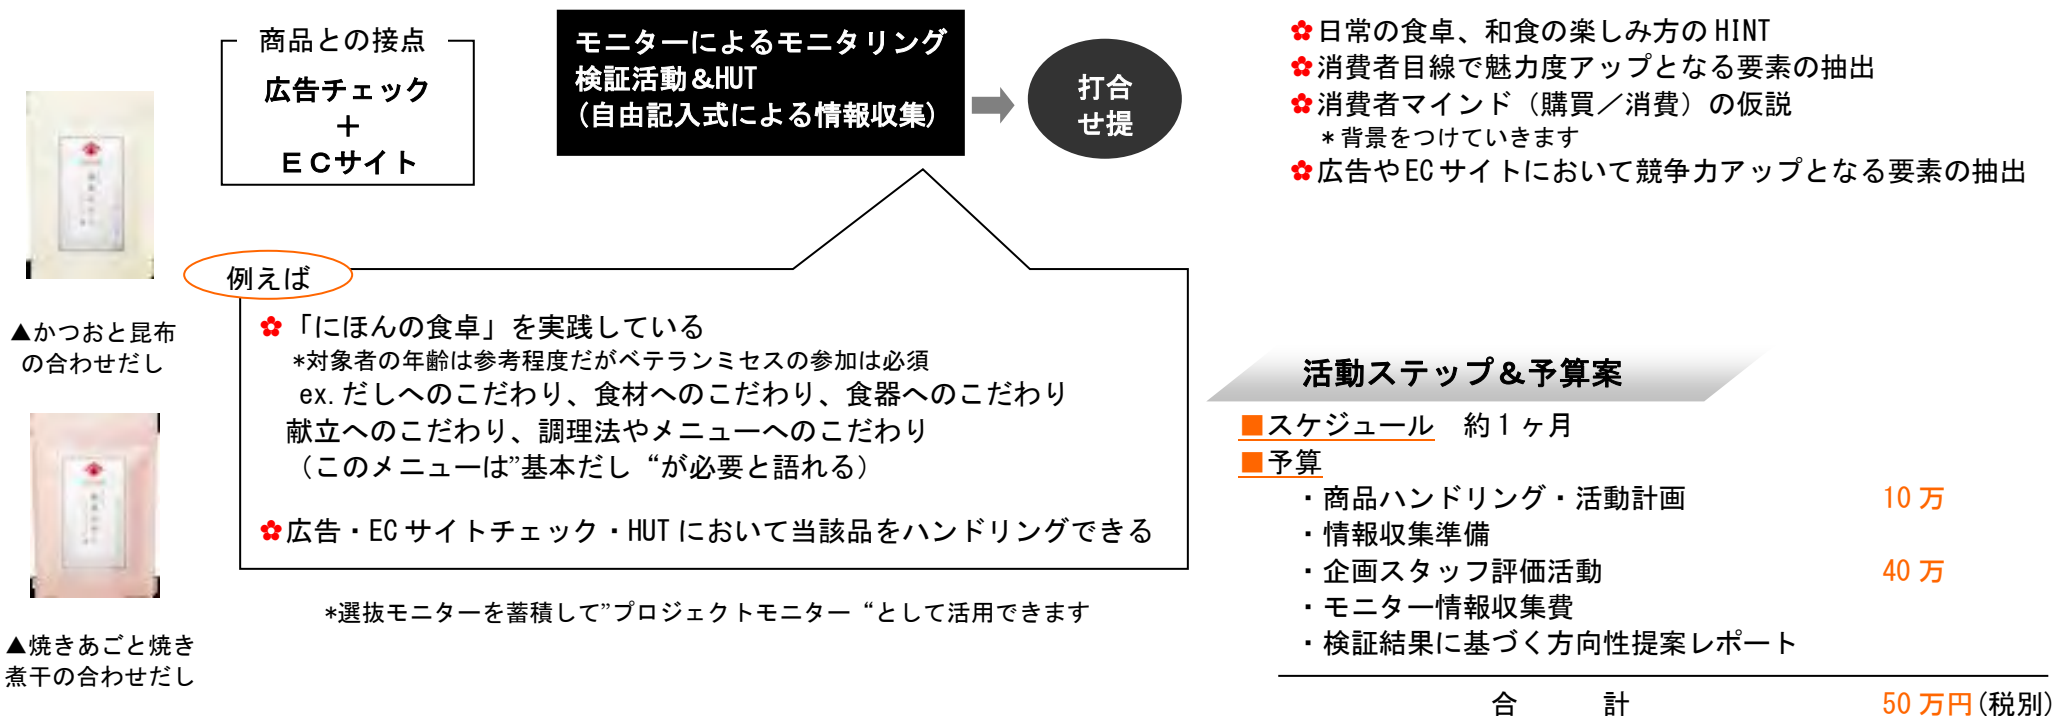 商品との接点
広告チェック
＋
ＥＣサイト
モニターによるモニタリング
検証活動&HUT
(自由記入式による情報収集)
打合
せ提
✿日常の食卓、和食の楽しみ方のHINT
✿消費者目線で魅力度アップとなる要素の抽出
✿消費者マインド（購買／消費）の仮説
*背景をつけていきます
✿広告やECサイトにおいて競争力アップとなる要素の抽出
▲かつおと昆布
の合わせだし
▲焼きあごと焼き
煮干の合わせだし
例えば
✿「にほんの食卓」を実践している
*対象者の年齢は参考程度だがベテランミセスの参加は必須
ex.だしへのこだわり、食材へのこだわり、食器へのこだわり
献立へのこだわり、調理法やメニューへのこだわり
（このメニューは”基本だし“が必要と語れる）
✿広告・ECサイトチェック・HUTにおいて当該品をハンドリングできる
*選抜モニターを蓄積して”プロジェクトモニター“として活用できます
活動ステップ＆予算案
■スケジュール　約１ヶ月
■予算
・商品ハンドリング・活動計画　10万
・情報収集準備
・企画スタッフ評価活動　40万
・モニター情報収集費
・検証結果に基づく方向性提案レポート
合　計　50万円(税別)